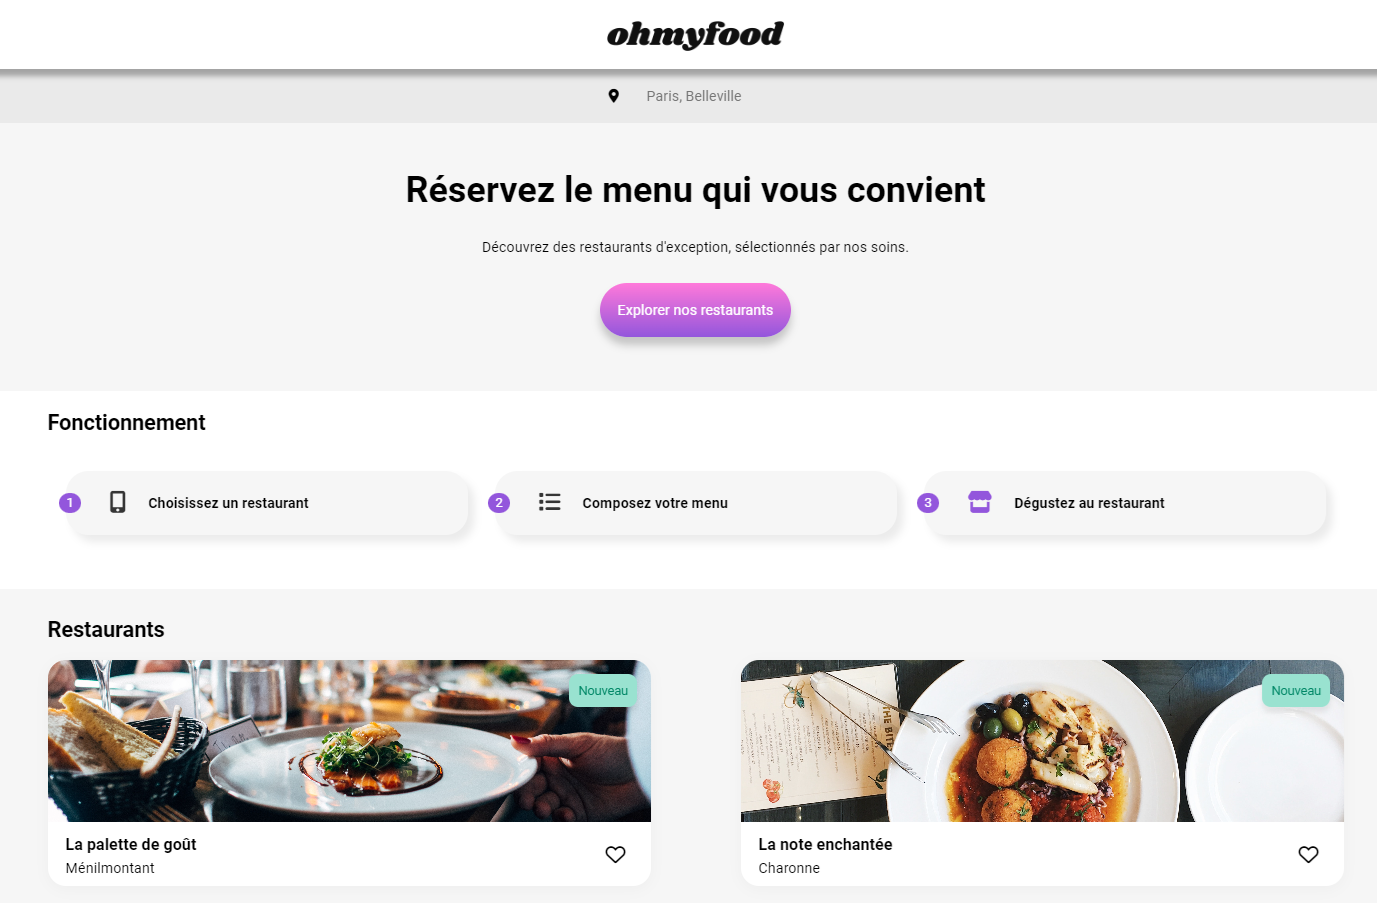 ohmyfood
Paris, Belleville
Réservez le menu qui vous convient
Découvrez des restaurants d'exception, sélectionnés par nos soins.
Explorer nos restaurants
Fonctionnement
1 Choisissez un restaurant
2 Composez votre menu
3 Dégustez au restaurant
Restaurants
Nouveau
La palette de goût
Ménilmontant
Nouveau
La note enchantée
Charonne